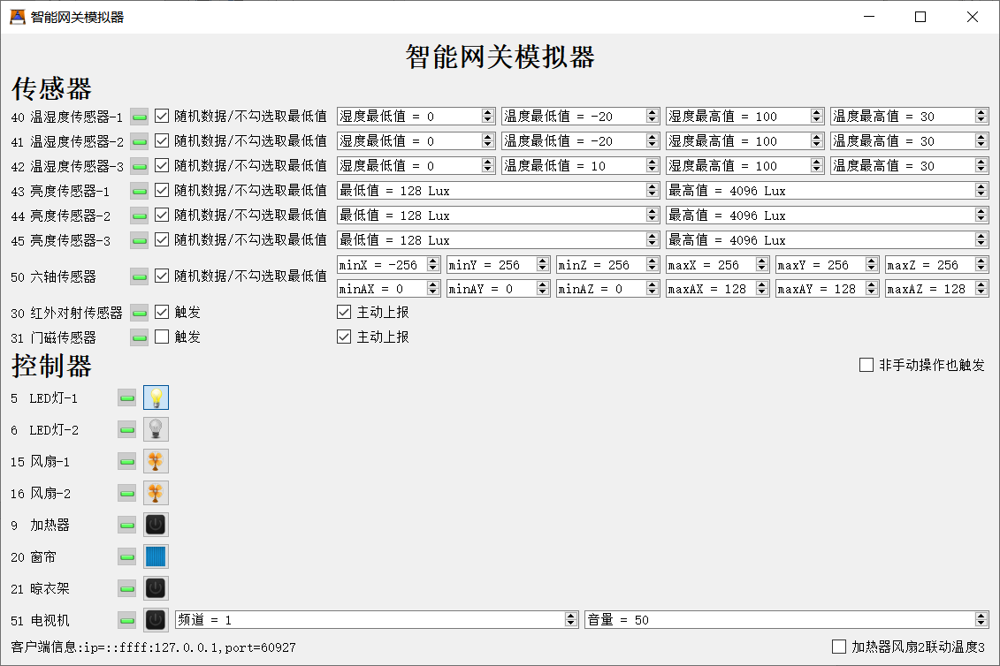 智能网关模拟器
智能网关模拟器
传感器
40 温湿度传感器-1 随机数据/不勾选取最低值 湿度最低值 = 0 温度最低值 = -20 湿度最高值 = 100 温度最高值 = 30
41 温湿度传感器-2 随机数据/不勾选取最低值 湿度最低值 = 0 温度最低值 = -20 湿度最高值 = 100 温度最高值 = 30
42 温湿度传感器-3 随机数据/不勾选取最低值 湿度最低值 = 0 温度最低值 = 10 湿度最高值 = 100 温度最高值 = 30
43 亮度传感器-1 随机数据/不勾选取最低值 最低值 = 128 Lux 最高值 = 4096 Lux
44 亮度传感器-2 随机数据/不勾选取最低值 最低值 = 128 Lux 最高值 = 4096 Lux
45 亮度传感器-3 随机数据/不勾选取最低值 最低值 = 128 Lux 最高值 = 4096 Lux
50 六轴传感器 随机数据/不勾选取最低值 minX = -256 minY = 256 minZ = 256 maxX = 256 maxY = 256 maxZ = 256
minAX = 0 minAY = 0 minAZ = 0 maxAX = 128 maxAY = 128 maxAZ = 128
30 红外对射传感器 触发 主动上报
31 门磁传感器 触发 主动上报
控制器 非手动操作也触发
5 LED灯-1
6 LED灯-2
15 风扇-1
16 风扇-2
9 加热器
20 窗帘
21 晾衣架
51 电视机 频道 = 1 音量 = 50
客户端信息:ip=::ffff:127.0.0.1,port=60927 加热器风扇2联动温度3